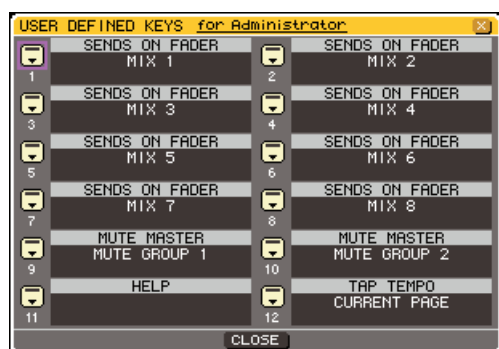 USER DEFINED KEYS for Administrator
SENDS ON FADER
MIX 1
1
SENDS ON FADER
MIX 2
2
SENDS ON FADER
MIX 3
3
SENDS ON FADER
MIX 4
4
SENDS ON FADER
MIX 5
5
SENDS ON FADER
MIX 6
6
SENDS ON FADER
MIX 7
7
SENDS ON FADER
MIX 8
8
MUTE MASTER
MUTE GROUP 1
9
MUTE MASTER
MUTE GROUP 2
10
HELP
11
TAP TEMPO
CURRENT PAGE
12
CLOSE